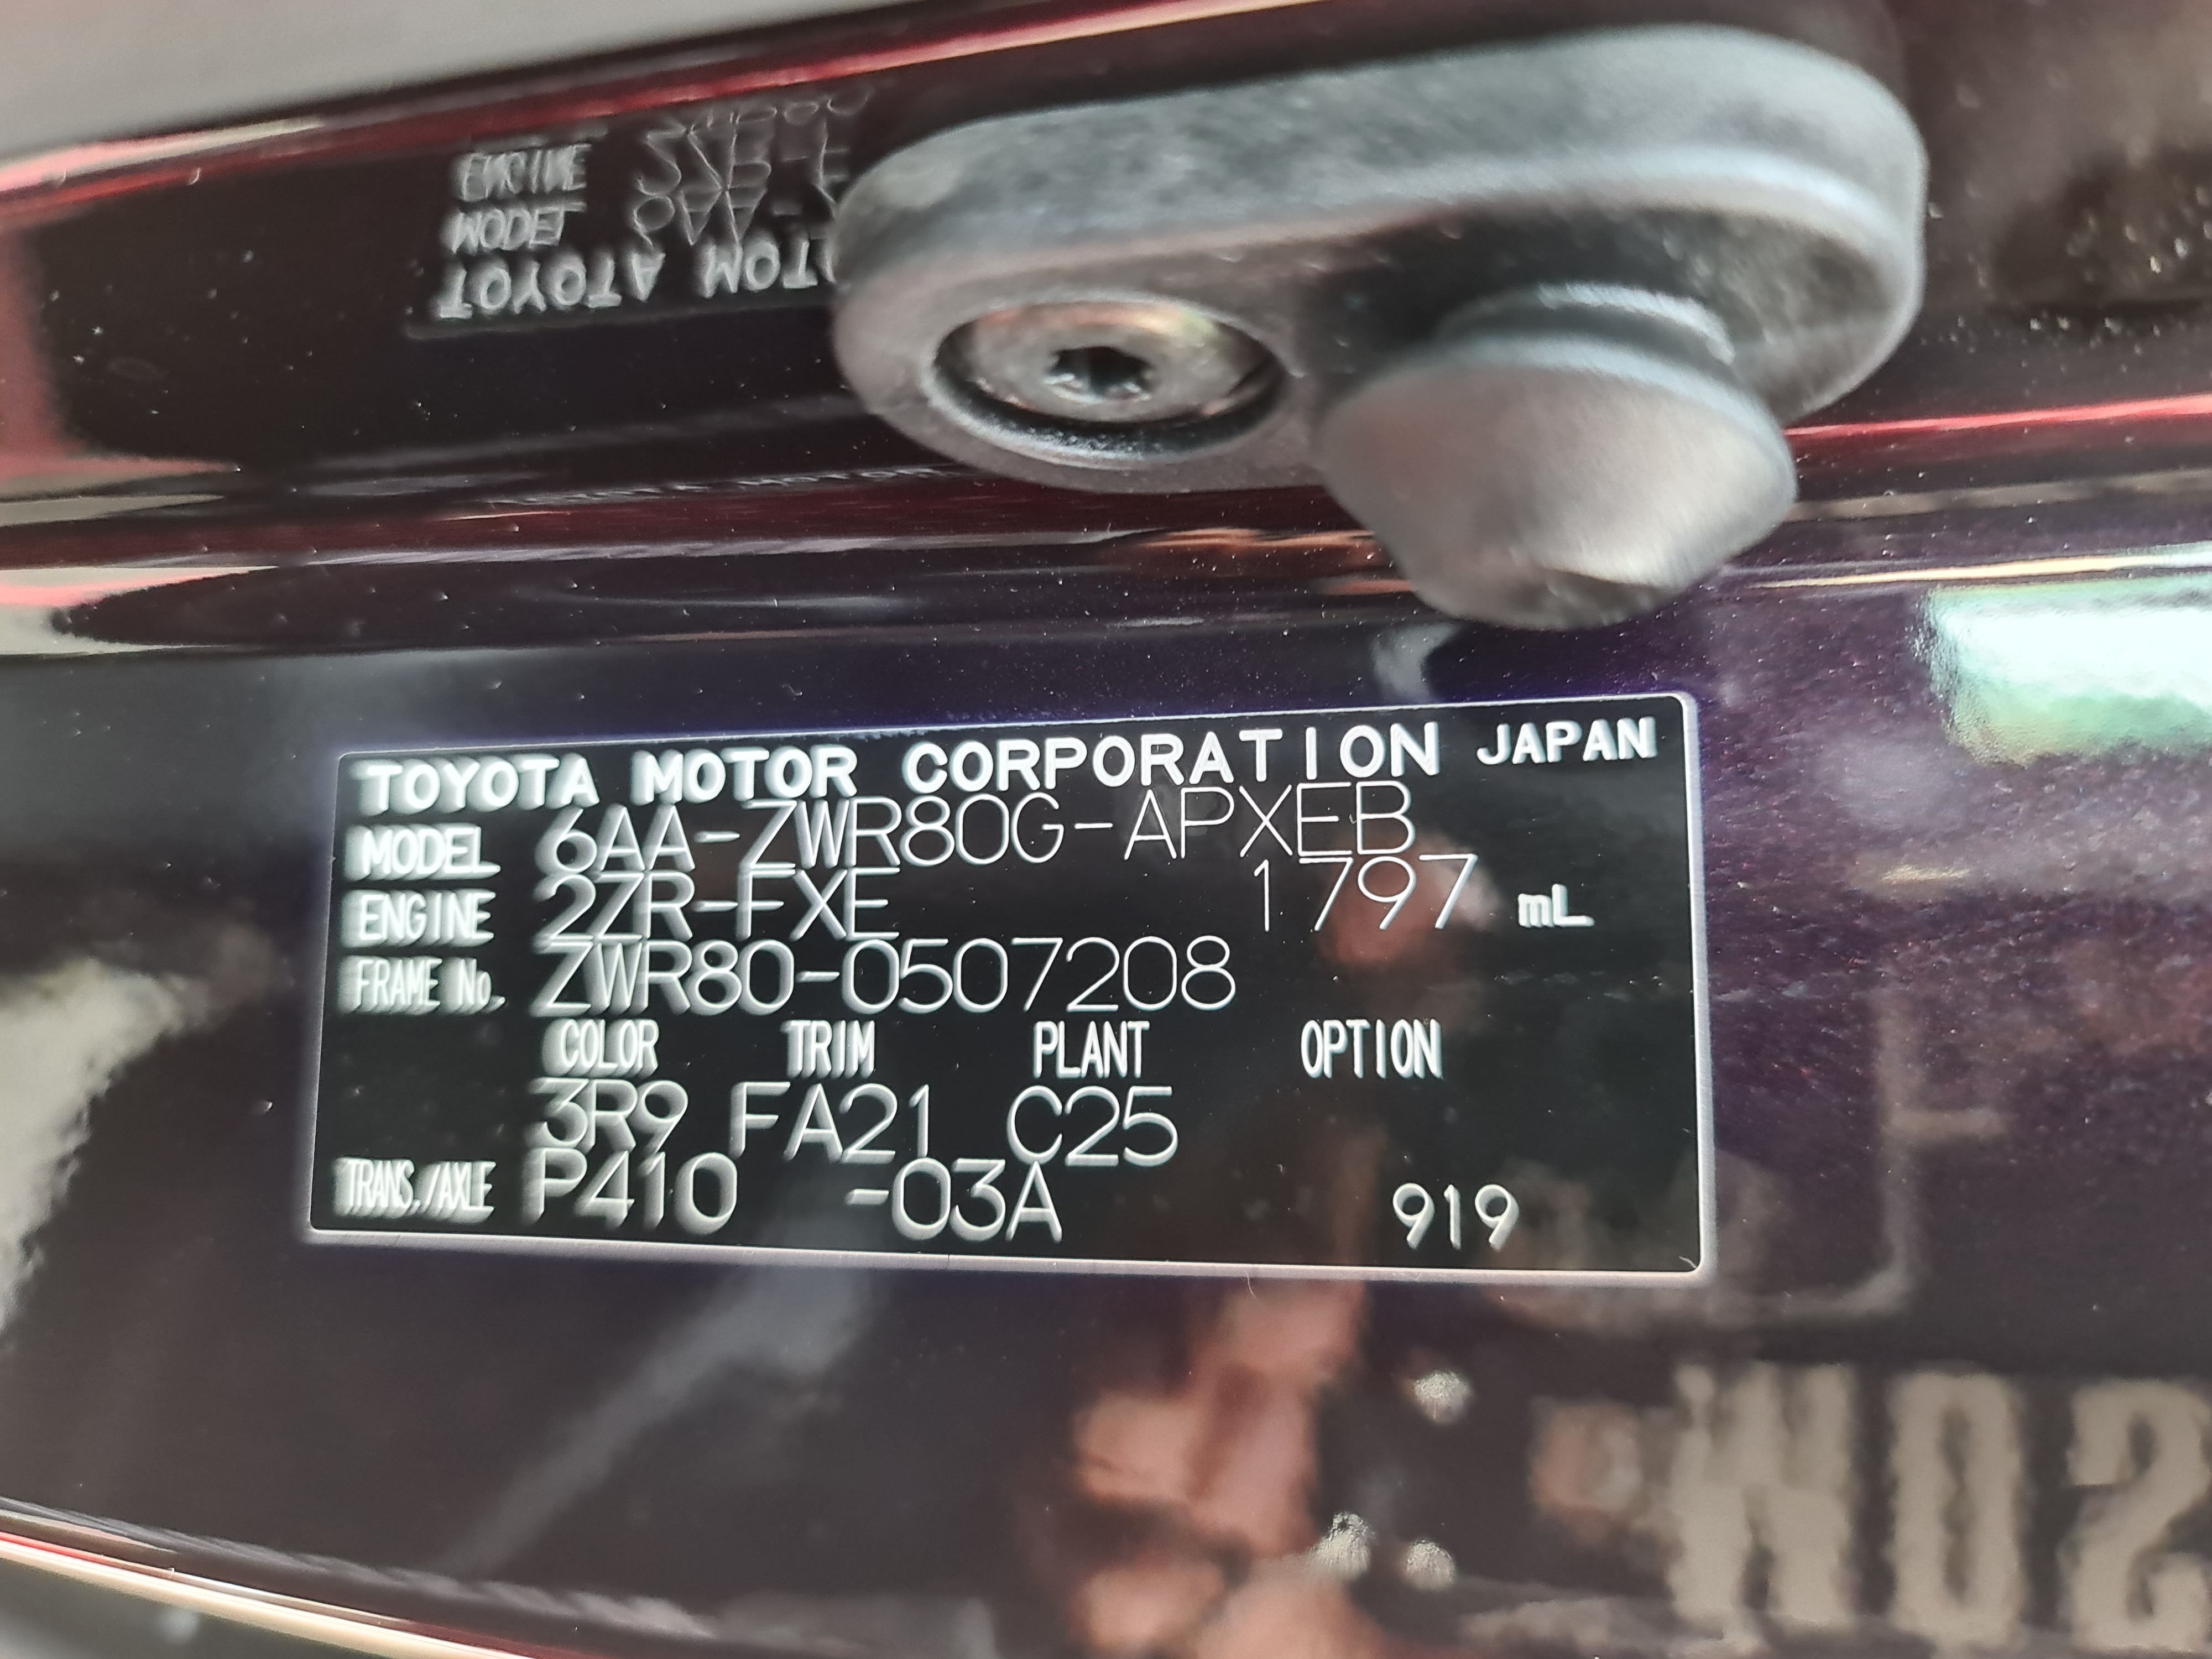 TOYOTA MOTOR CORPORATION JAPAN
MODEL 6AA-ZWR80G-APXEB
ENGINE 2ZR-FXE 1797 mL
FRAME No. ZWR80-0507208
COLOR TRIM PLANT OPTION
3R9 FA21 C25
TRANS./AXLE P410 -03A 919